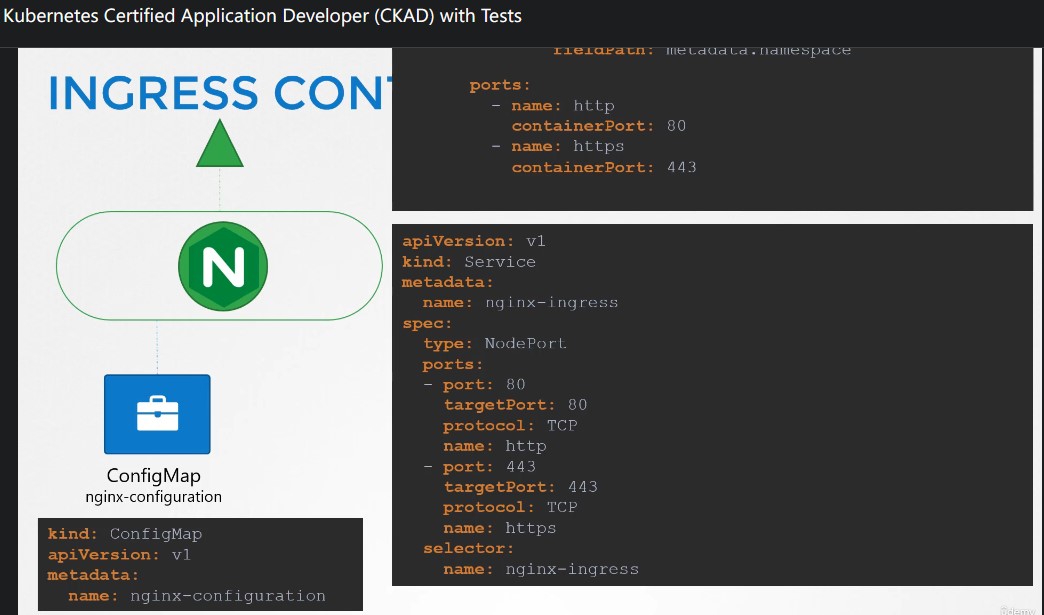 Kubernetes Certified Application Developer (CKAD) with Tests
INGRESS CONT
fieldPath: metadata.namespace
ports:
- name: http
containerPort: 80
- name: https
containerPort: 443
N
apiVersion: v1
kind: Service
metadata:
name: nginx-ingress
spec:
type: NodePort
ports:
- port: 80
targetPort: 80
protocol: TCP
name: http
- port: 443
targetPort: 443
protocol: TCP
name: https
selector:
name: nginx-ingress
ConfigMap
nginx-configuration
kind: ConfigMap
apiVersion: v1
metadata:
name: nginx-configuration
Udemy